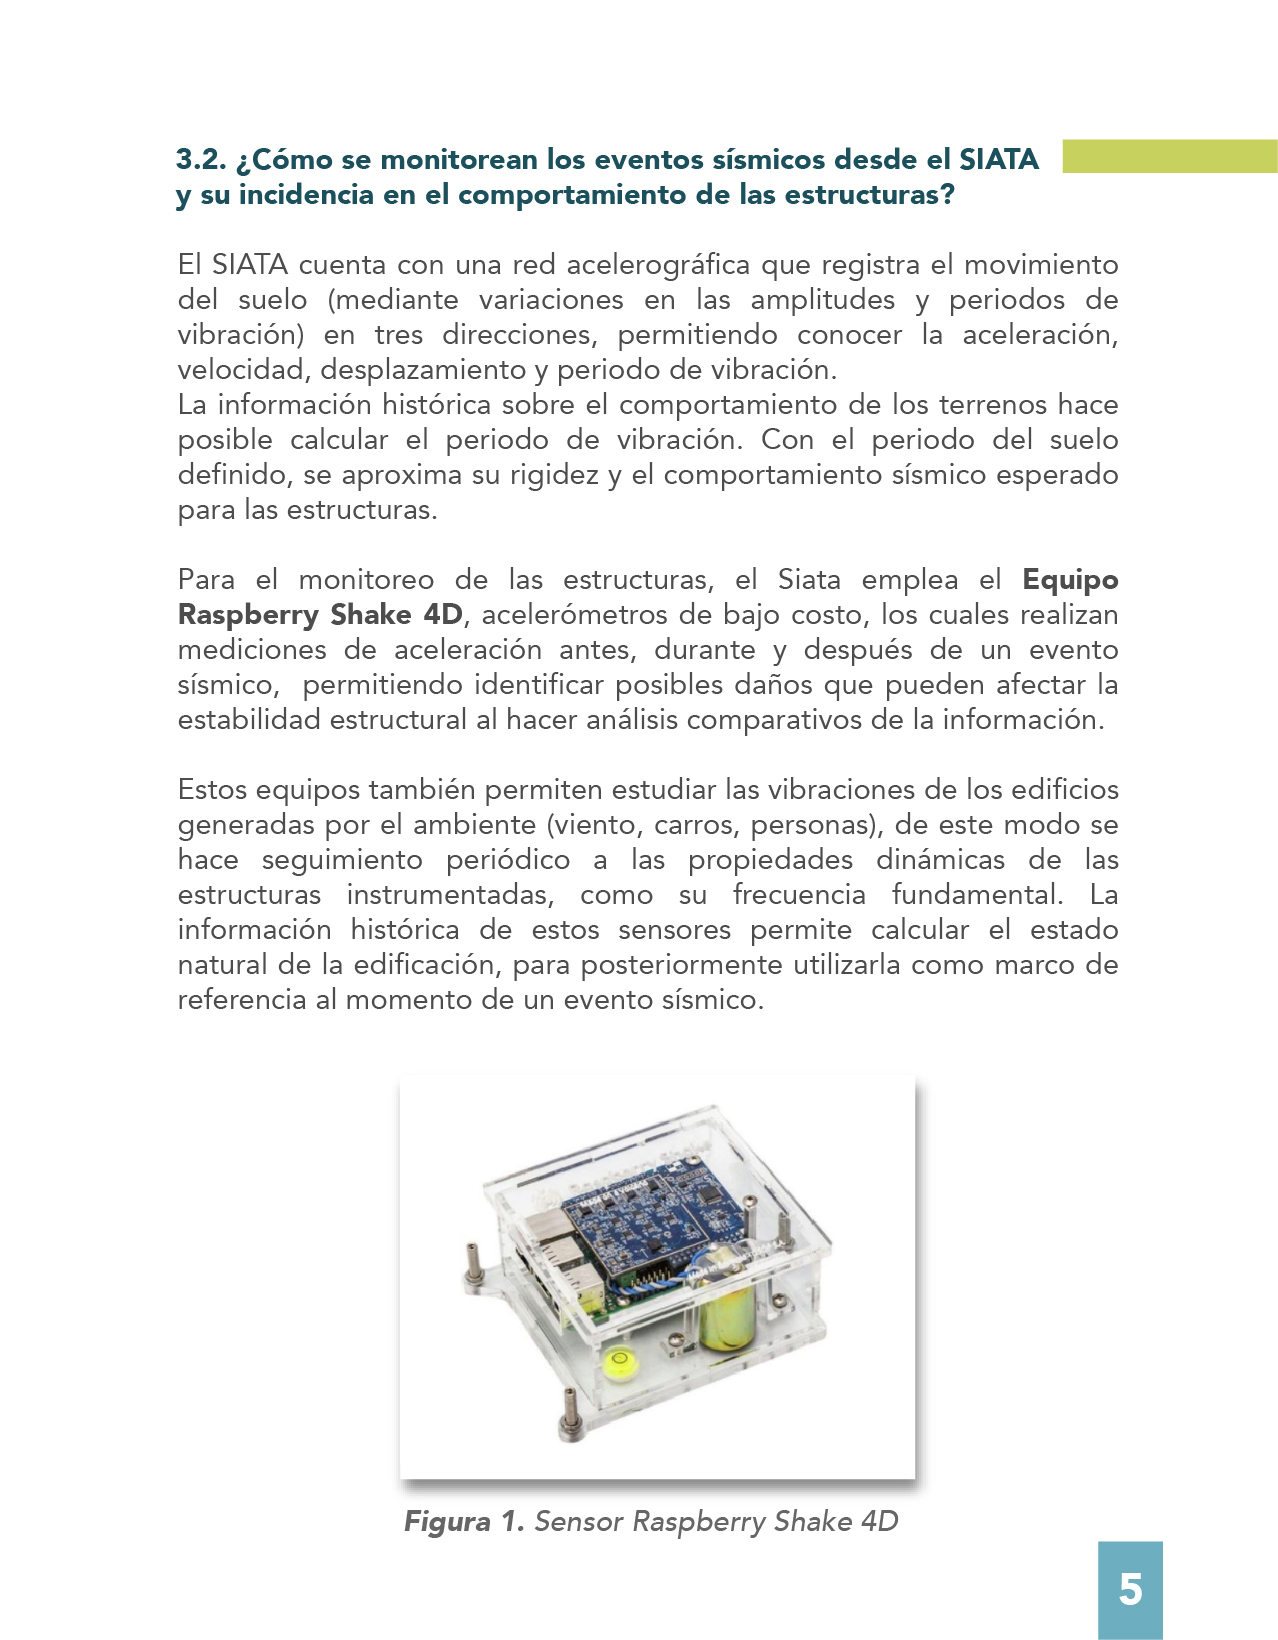 3.2. ¿Cómo se monitorean los eventos sísmicos desde el SIATA
y su incidencia en el comportamiento de las estructuras?
El SIATA cuenta con una red acelerográfica que registra el movimiento
del suelo (mediante variaciones en las amplitudes y periodos de
vibración) en tres direcciones, permitiendo conocer la aceleración,
velocidad, desplazamiento y periodo de vibración.
La información histórica sobre el comportamiento de los terrenos hace
posible calcular el periodo de vibración. Con el periodo del suelo
definido, se aproxima su rigidez y el comportamiento sísmico esperado
para las estructuras.
Para el monitoreo de las estructuras, el Siata emplea el Equipo
Raspberry Shake 4D, acelerómetros de bajo costo, los cuales realizan
mediciones de aceleración antes, durante y después de un evento
sísmico, permitiendo identificar posibles daños que pueden afectar la
estabilidad estructural al hacer análisis comparativos de la información.
Estos equipos también permiten estudiar las vibraciones de los edificios
generadas por el ambiente (viento, carros, personas), de este modo se
hace seguimiento periódico a las propiedades dinámicas de las
estructuras instrumentadas, como su frecuencia fundamental. La
información histórica de estos sensores permite calcular el estado
natural de la edificación, para posteriormente utilizarla como marco de
referencia al momento de un evento sísmico.
Figura 1. Sensor Raspberry Shake 4D
5